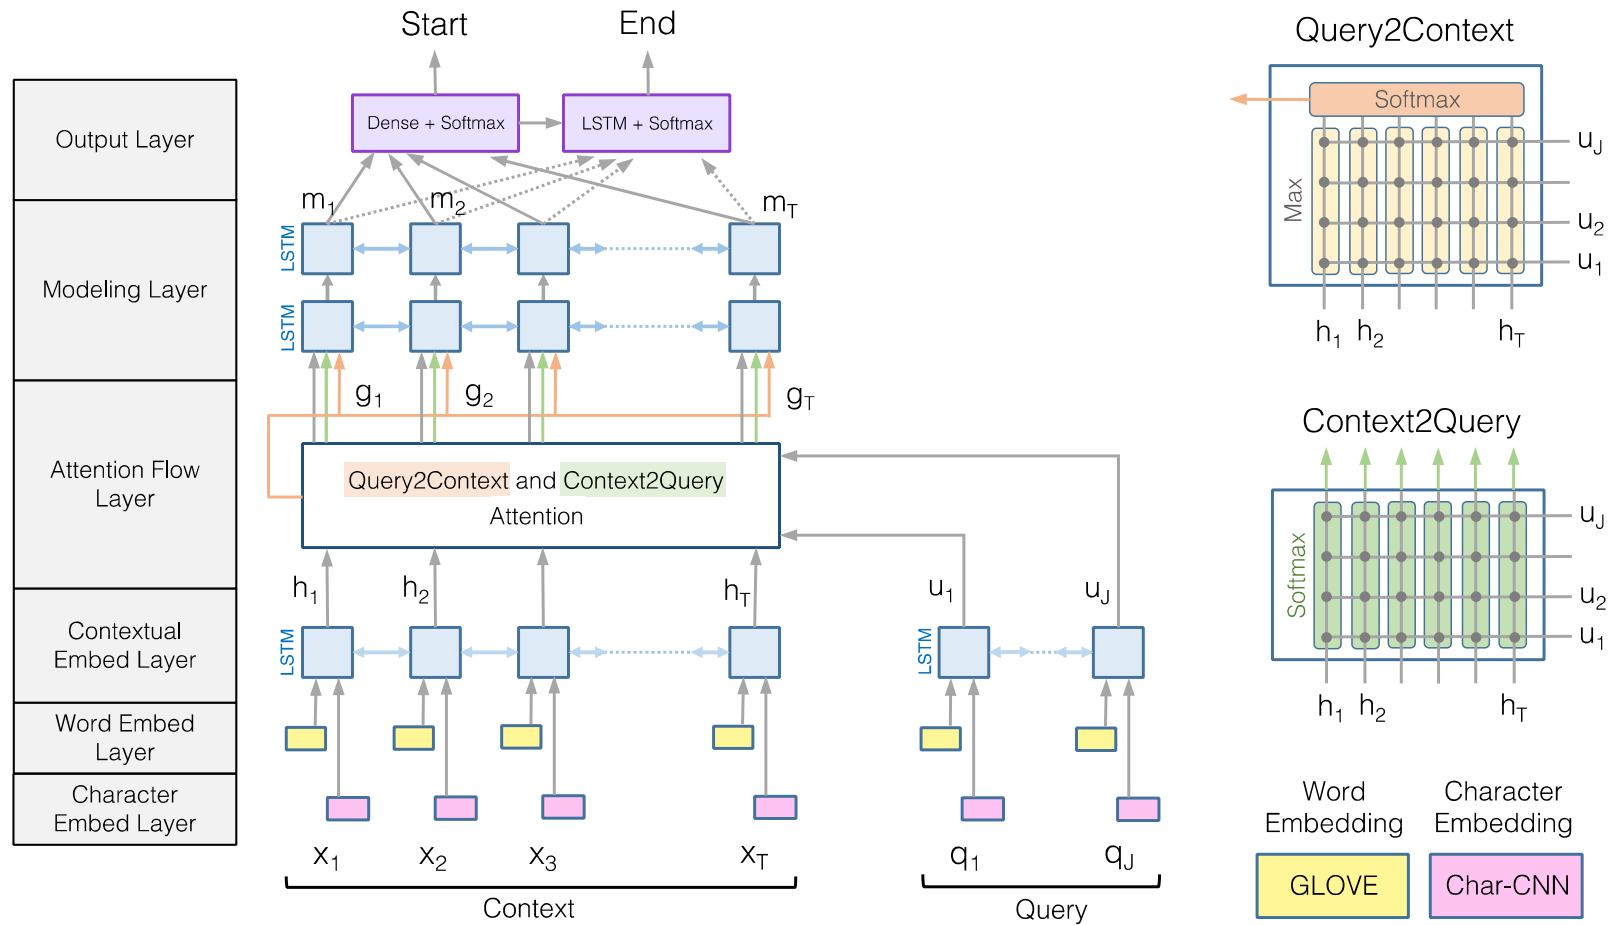 Start
End
Output Layer
Dense + Softmax
LSTM + Softmax
m1
m2
mT
LSTM
Modeling Layer
LSTM
g1
g2
gT
Attention Flow
Layer
Query2Context and Context2Query
Attention
h1
h2
hT
u1
uJ
Contextual
Embed Layer
LSTM
LSTM
Word Embed
Layer
Character
Embed Layer
x1
x2
x3
xT
q1
qJ
Context
Query
Query2Context
Softmax
Max
uJ
u2
u1
h1
h2
hT
Context2Query
Softmax
uJ
u2
u1
h1
h2
hT
Word
Embedding
GLOVE
Character
Embedding
Char-CNN